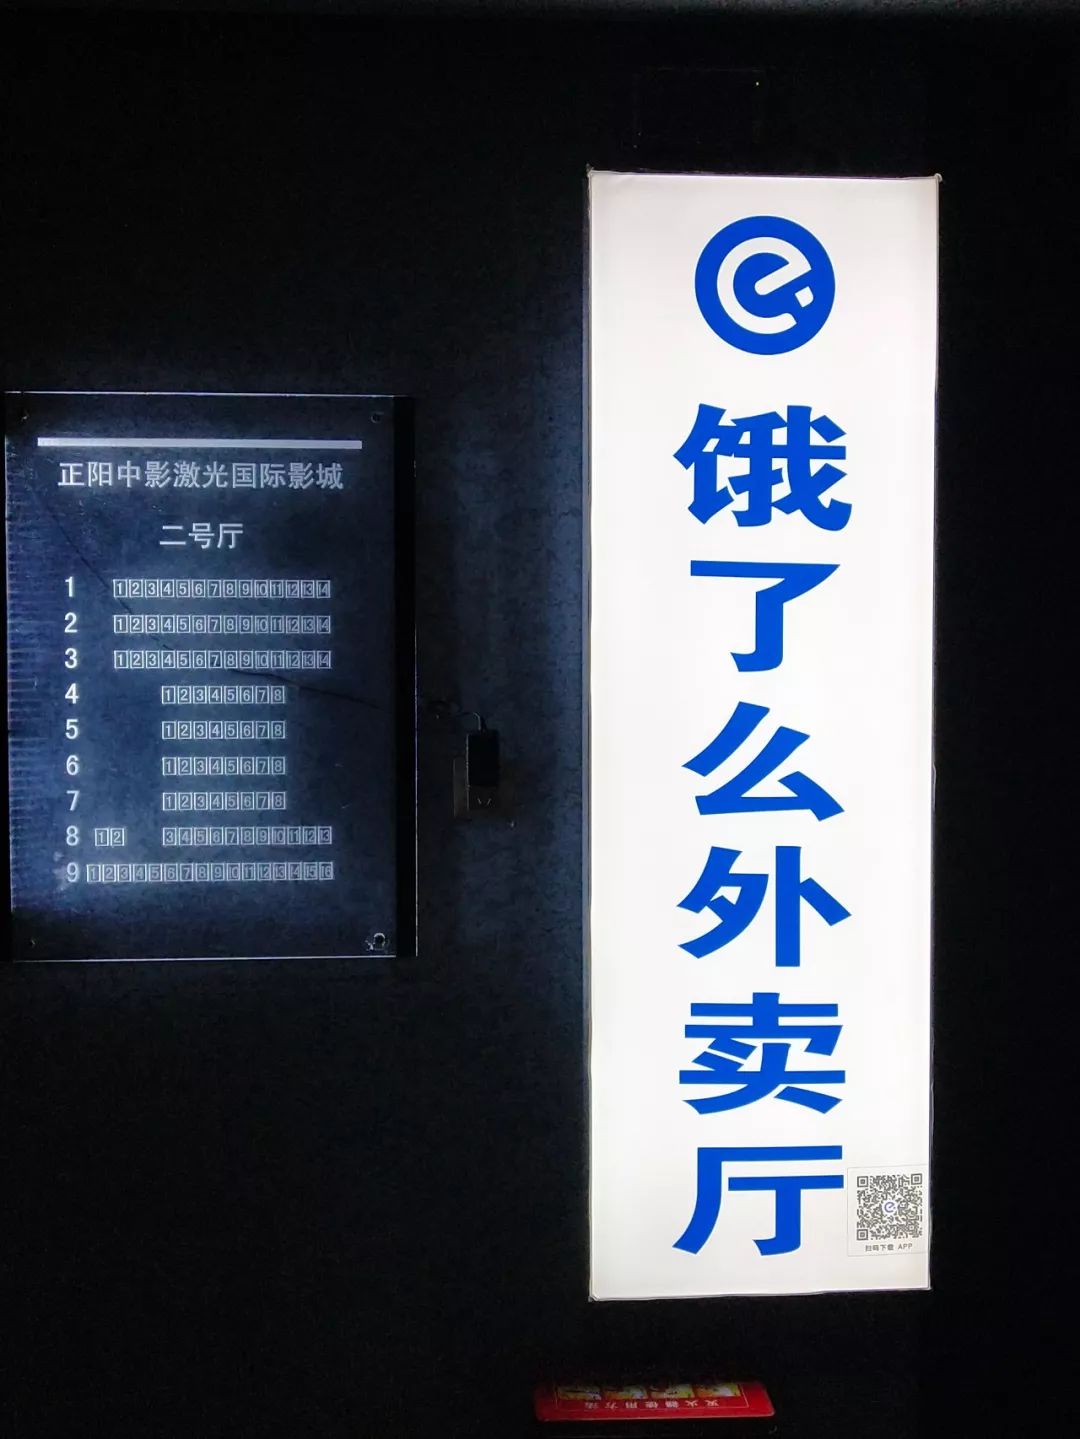 正阳中影激光国际影城
二号厅
1 1 2 3 4 5 6 7 8 9 10 11 12 13 14
2 1 2 3 4 5 6 7 8 9 10 11 12 13 14
3 1 2 3 4 5 6 7 8 9 10 11 12 13 14
4 1 2 3 4 5 6 7 8
5 1 2 3 4 5 6 7 8
6 1 2 3 4 5 6 7 8
7 1 2 3 4 5 6 7 8
8 1 2 3 4 5 6 7 8 9 10 11 12 13
9 1 2 3 4 5 6 7 8 9 10 11 12 13 14 15 16
饿了么外卖厅
扫码下载 APP
灭火器使用方法